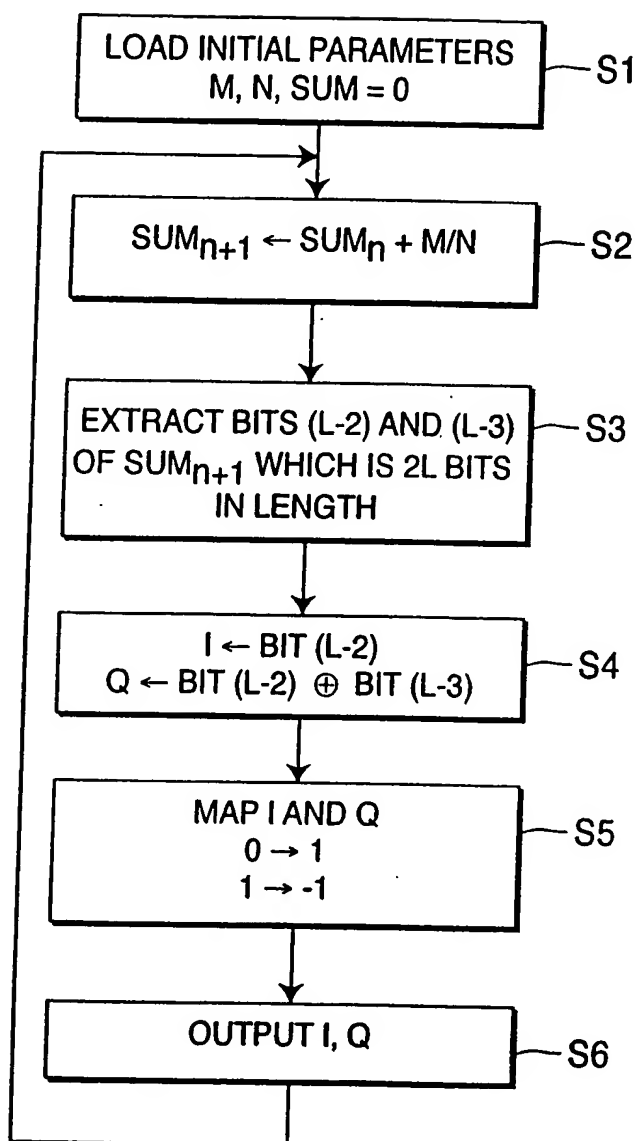 LOAD INITIAL PARAMETERS
M, N, SUM = 0
S1
SUMn+1 ← SUMn + M/N
S2
EXTRACT BITS (L-2) AND (L-3)
OF SUMn+1 WHICH IS 2L BITS
IN LENGTH
S3
I ← BIT (L-2)
Q ← BIT (L-2) ⊕ BIT (L-3)
S4
MAP I AND Q
0 → 1
1 → -1
S5
OUTPUT I, Q
S6